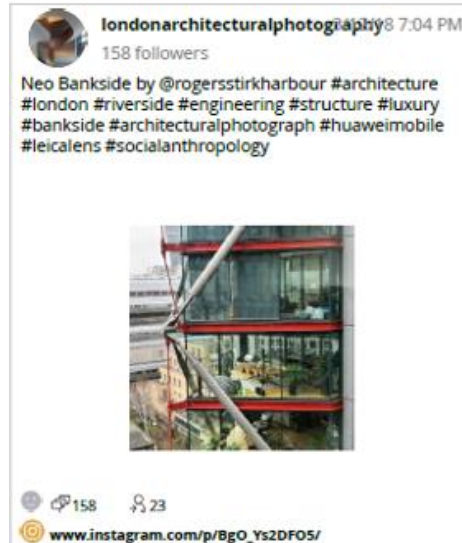 londonarchitecturalphotography 8 7:04 PM
158 followers
Neo Bankside by @rogersstirkharbour #architecture
#london #riverside #engineering #structure #luxury
#bankside #architecturalphotograph #huaweimobile
#leicalens #socialanthropology
158 23
www.instagram.com/p/BgO_Ys2DFO5/